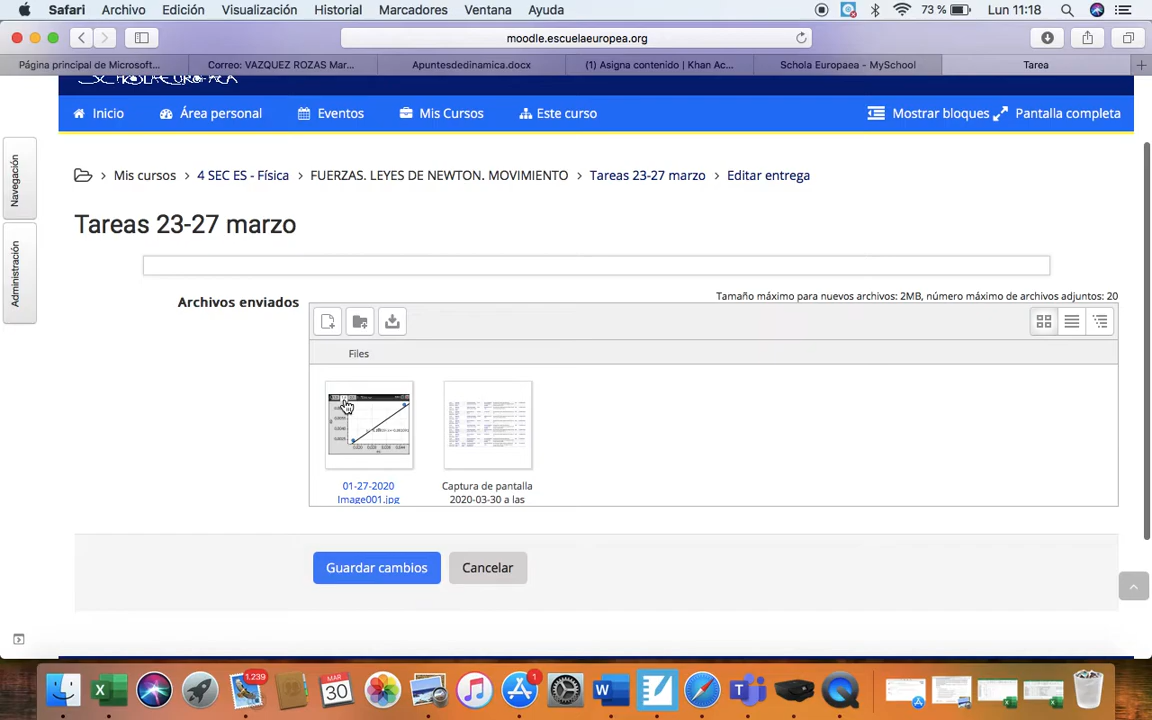 Safari Archivo Edición Visualización Historial Marcadores Ventana Ayuda 73 % Lun 11:18
moodle.escuelaeuropea.org
Página principal de Microsoft... Correo: VAZQUEZ ROZAS Mar... Apuntesdedinamica.docx (1) Asigna contenido | Khan Ac... Schola Europaea - MySchool Tarea
Inicio Área personal Eventos Mis Cursos Este curso Mostrar bloques Pantalla completa
Navegación
Administración
Mis cursos > 4 SEC ES - Física > FUERZAS. LEYES DE NEWTON. MOVIMIENTO > Tareas 23-27 marzo > Editar entrega
Tareas 23-27 marzo
Archivos enviados
Tamaño máximo para nuevos archivos: 2MB, número máximo de archivos adjuntos: 20
Files
01-27-2020
Image001.jpg
Captura de pantalla
2020-03-30 a las
Guardar cambios Cancelar
1.239
MAR
30
1